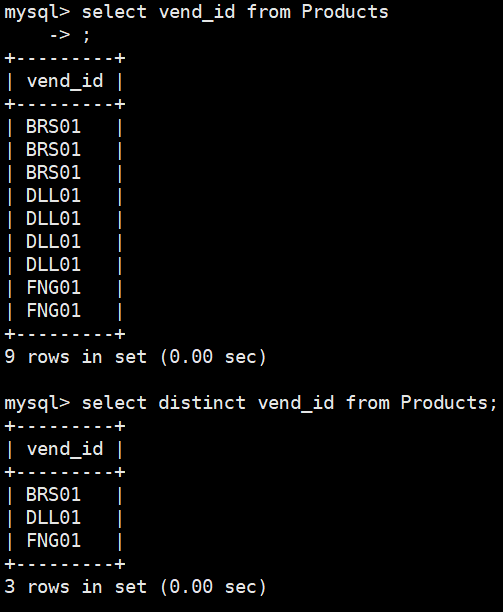 mysql> select vend_id from Products
    -> ;
+---------+
| vend_id |
+---------+
| BRS01   |
| BRS01   |
| BRS01   |
| DLL01   |
| DLL01   |
| DLL01   |
| DLL01   |
| FNG01   |
| FNG01   |
+---------+
9 rows in set (0.00 sec)

mysql> select distinct vend_id from Products;
+---------+
| vend_id |
+---------+
| BRS01   |
| DLL01   |
| FNG01   |
+---------+
3 rows in set (0.00 sec)